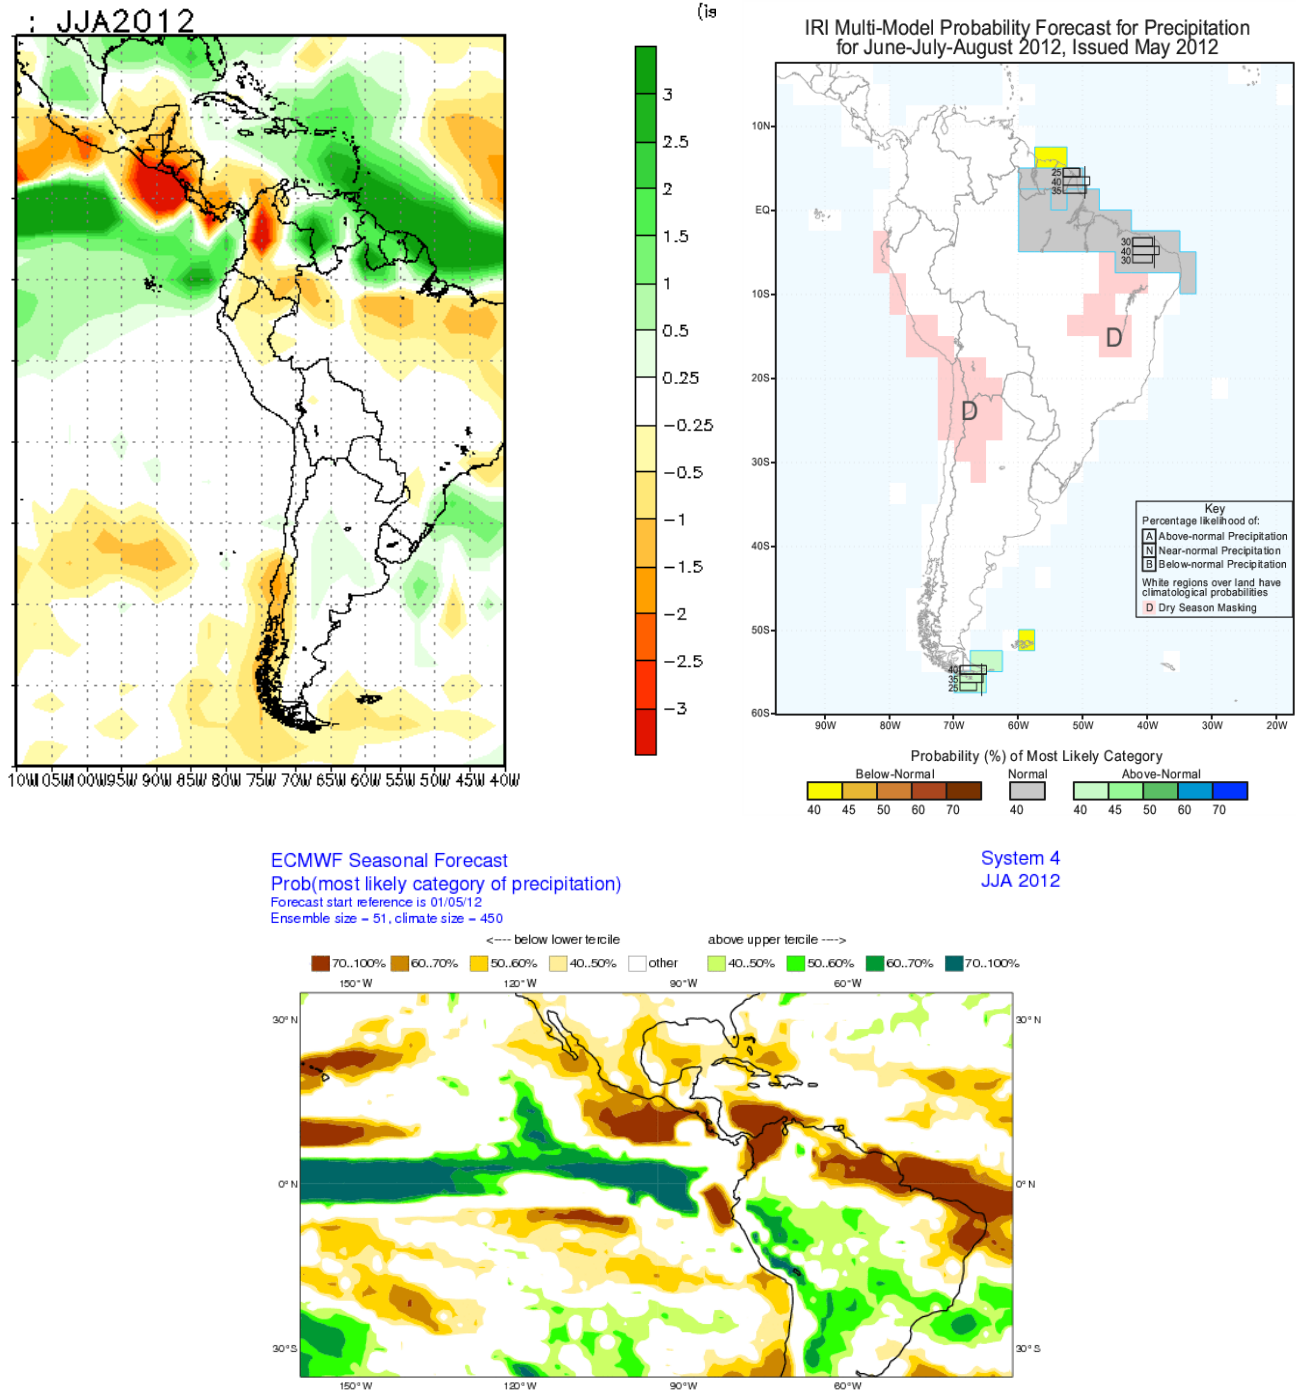 : JJA2012
(is
3
2.5
2
1.5
1
0.5
0.25
-0.25
-0.5
-1
-1.5
-2
-2.5
-3
110W 105W 100W 95W 90W 85W 80W 75W 70W 65W 60W 55W 50W 45W 40W
IRI Multi-Model Probability Forecast for Precipitation
for June-July-August 2012, Issued May 2012
10N
EQ
10S
20S
30S
40S
50S
60S
25
40
35
30
40
30
D
D
40
35
25
Key
Percentage likelihood of:
A Above-normal Precipitation
N Near-normal Precipitation
B Below-normal Precipitation
White regions over land have
climatological probabilities
D Dry Season Masking
90W 80W 70W 60W 50W 40W 30W 20W
Probability (%) of Most Likely Category
Below-Normal Normal Above-Normal
40 45 50 60 70 40 40 45 50 60 70
ECMWF Seasonal Forecast System 4
Prob(most likely category of precipitation) JJA 2012
Forecast start reference is 01/05/12
Ensemble size = 51, climate size = 450
<---- below lower tercile above upper tercile ---->
70..100% 60..70% 50..60% 40..50% other 40..50% 50..60% 60..70% 70..100%
150°W 120°W 90°W 60°W
30°N 30°N
0°N 0°N
30°S 30°S
150°W 120°W 90°W 60°W